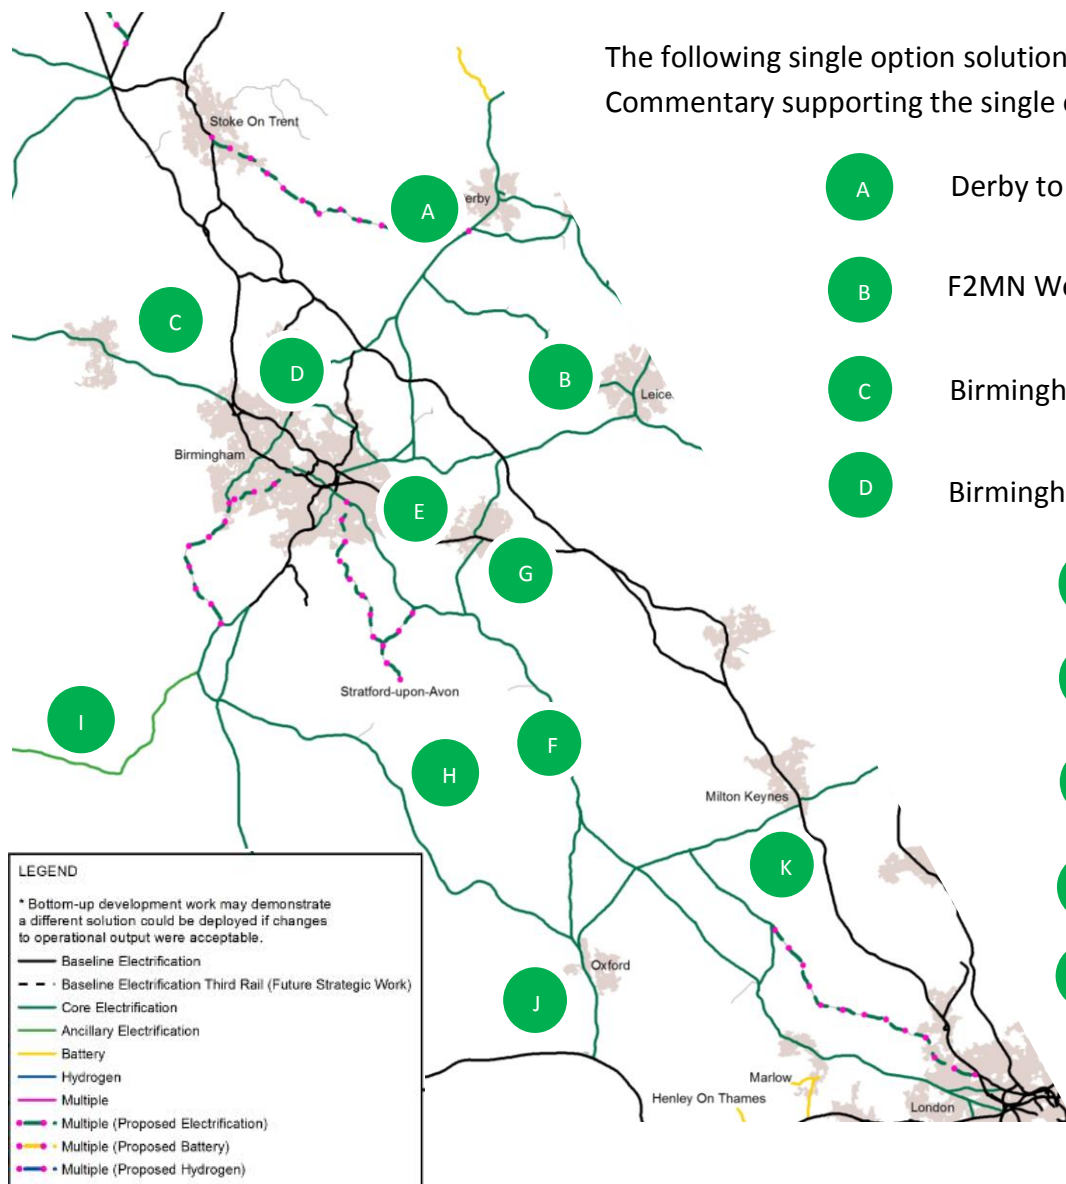 The following single option solution
Commentary supporting the single
Stoke On Trent
A
erby
A
Derby to
B
F2MN W
C
D
B
Leice
C
Birmingh
Birmingham
D
Birmingh
E
G
Stratford-upon-Avon
I
F
H
Milton Keynes
K
LEGEND
* Bottom-up development work may demonstrate
a different solution could be deployed if changes
to operational output were acceptable.
Baseline Electrification
Baseline Electrification Third Rail (Future Strategic Work)
Core Electrification
Ancillary Electrification
Battery
Hydrogen
Multiple
Multiple (Proposed Electrification)
Multiple (Proposed Battery)
Multiple (Proposed Hydrogen)
Oxford
J
Marlow
Henley On Thames
London